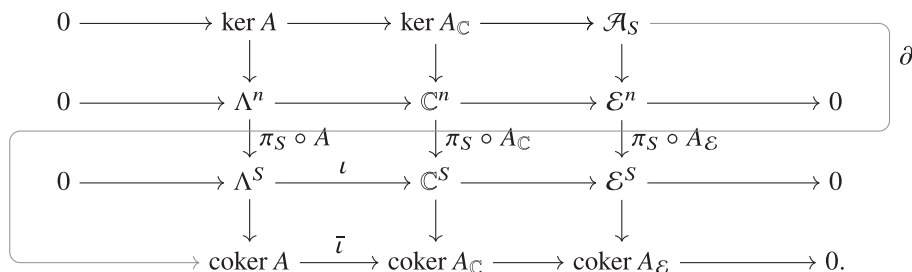 0 ker A ker A_ℂ 𝒜_S
∂
0 Λ^n ℂ^n ℰ^n 0
π_S ∘ A π_S ∘ A_ℂ π_S ∘ A_ℰ
0 Λ^S ι ℂ^S ℰ^S 0
coker A ῑ coker A_ℂ coker A_ℰ 0.